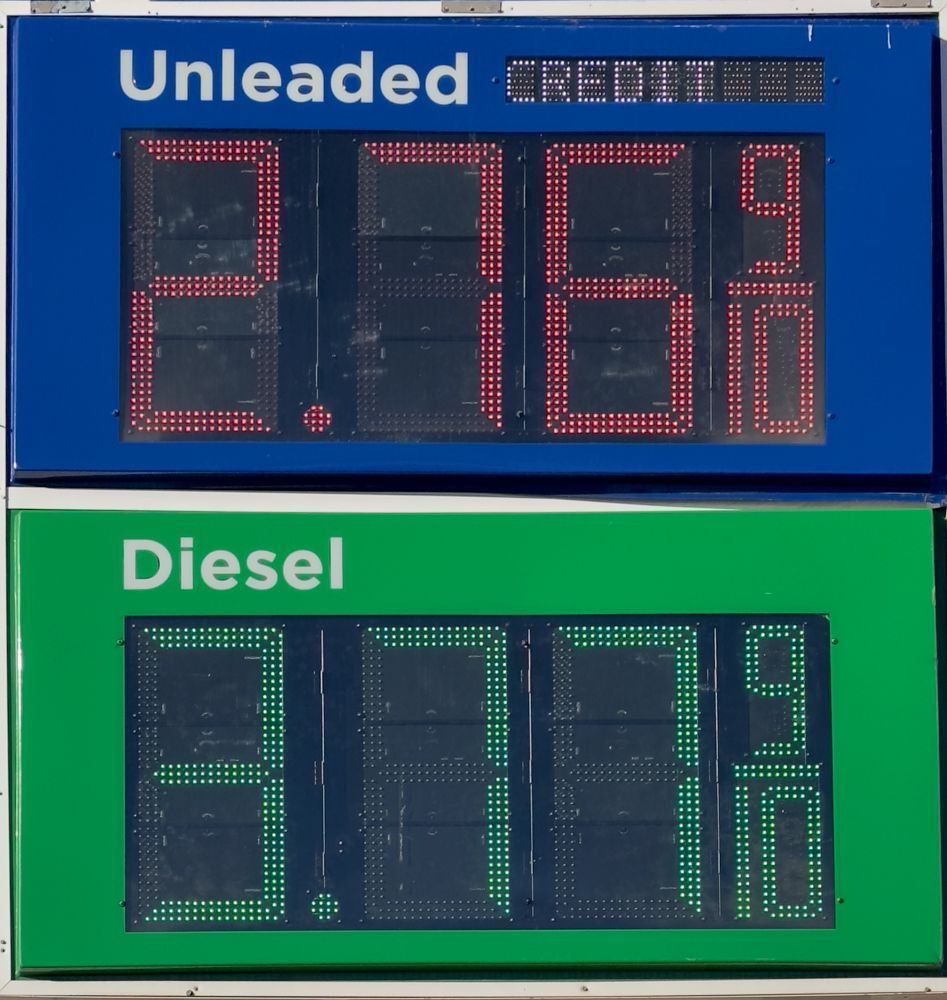 Unleaded CREDIT
2.76 9/10
Diesel
3.77 9/10